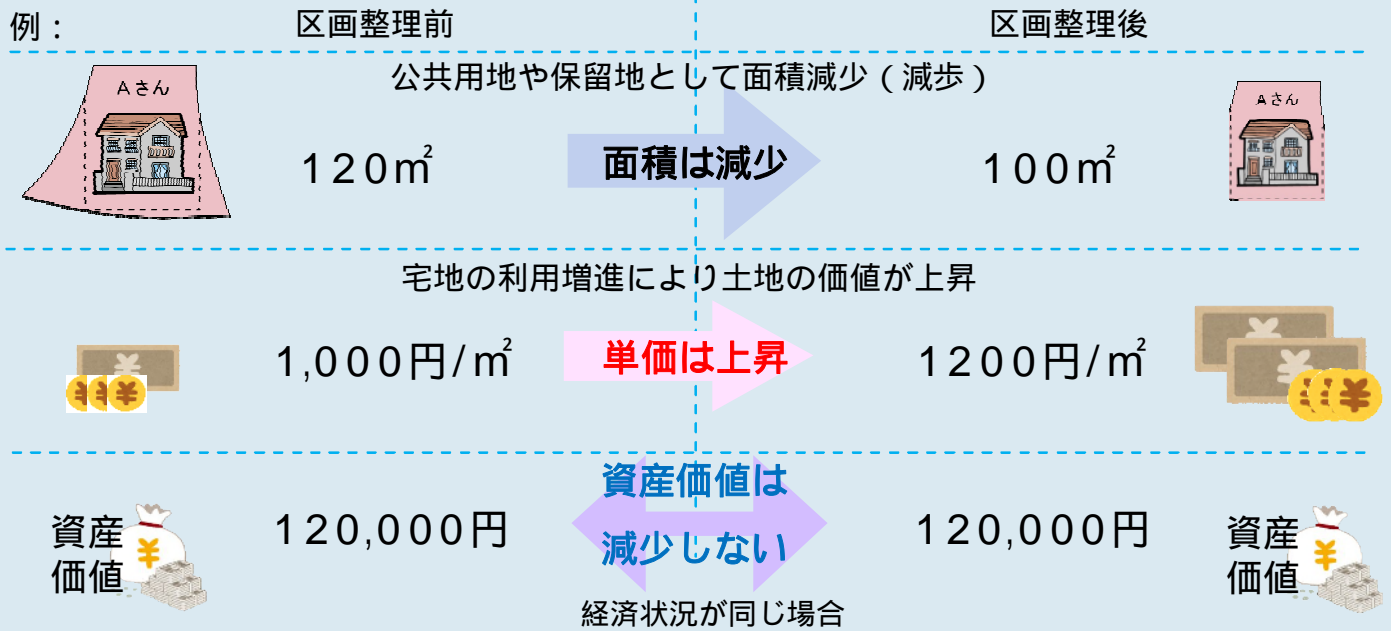 例：
区画整理前
区画整理後
公共用地や保留地として面積減少（減歩）
Aさん
120㎡
面積は減少
100㎡
Aさん
宅地の利用増進により土地の価値が上昇
¥
¥¥¥
1,000円/㎡
単価は上昇
1200円/㎡
¥
¥
¥¥¥
資産
価値
¥
120,000円
資産価値は
減少しない
120,000円
資産
価値
¥
経済状況が同じ場合